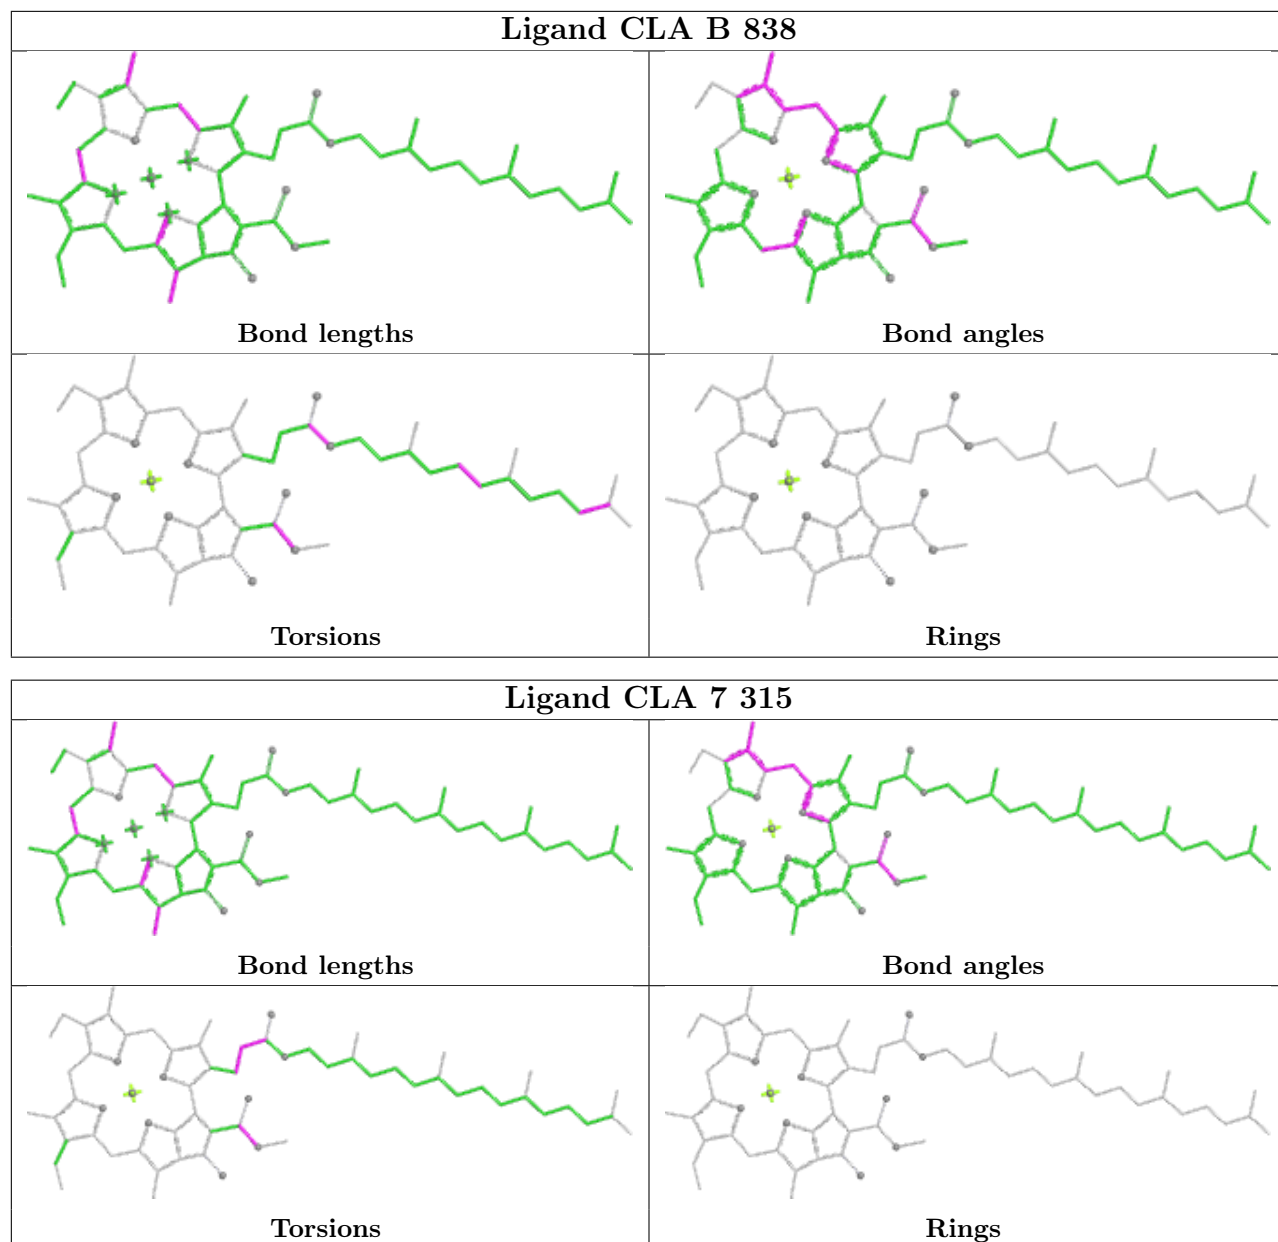 Ligand CLA B 838
Bond lengths
Bond angles
Torsions
Rings
Ligand CLA 7 315
Bond lengths
Bond angles
Torsions
Rings